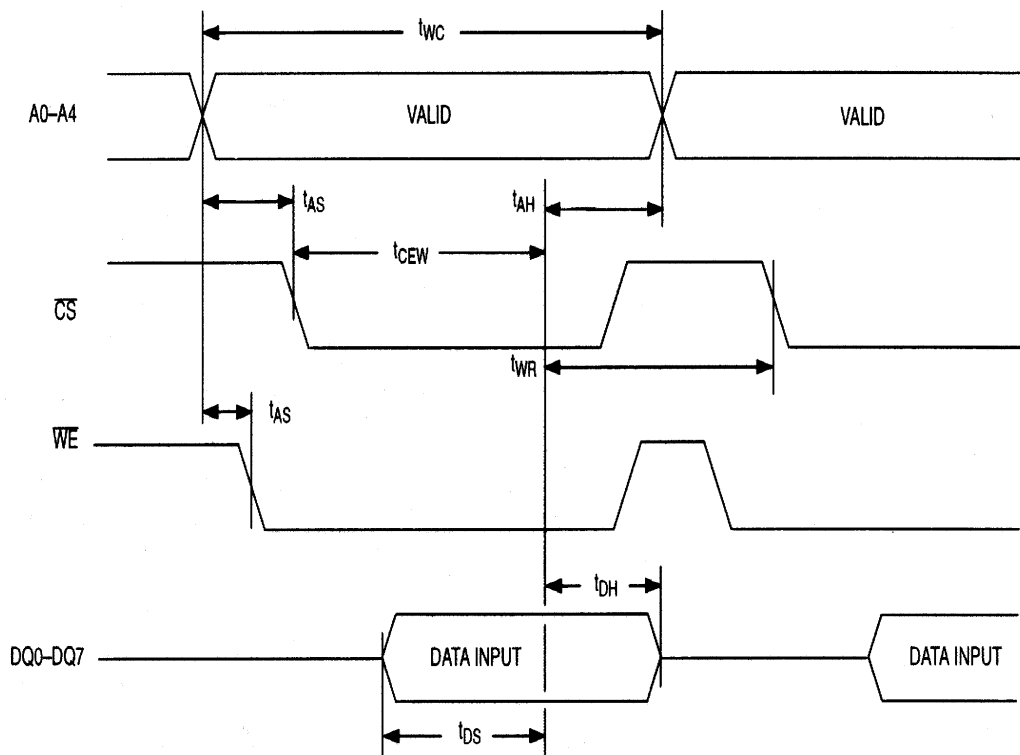 tWC
A0–A4
VALID
VALID
tAS
tAH
tCEW
CS
tWR
tAS
WE
tDH
DQ0–DQ7
DATA INPUT
DATA INPUT
tDS